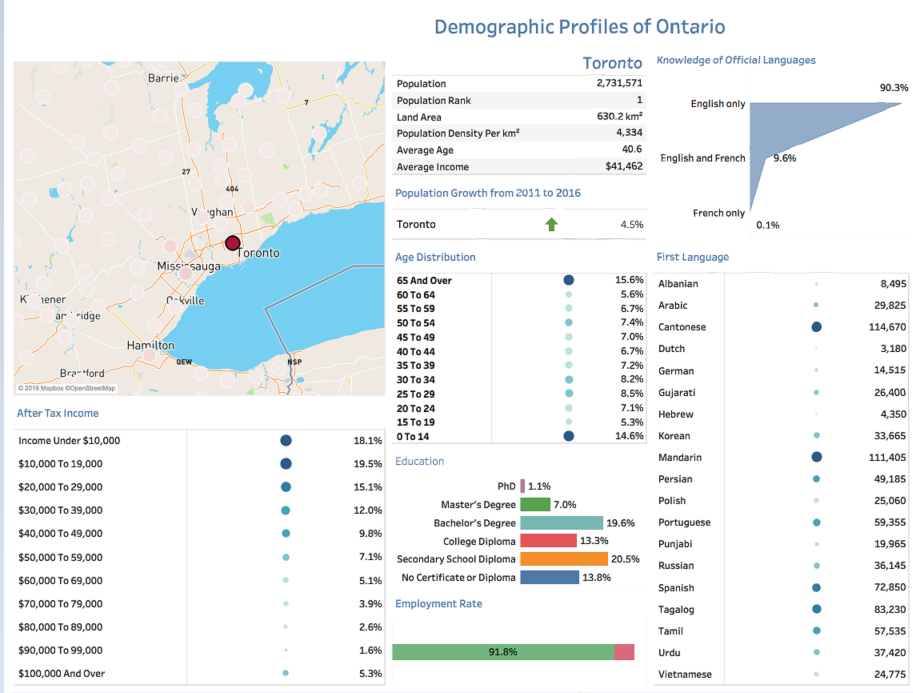 Demographic Profiles of Ontario
Barrie
7
27
404
Toronto
Mississauga
Oakville
Hamilton
QEW
NSP
Brantford
© 2019 Mapbox ©OpenStreetMap
Toronto
Population 2,731,571
Population Rank 1
Land Area 630.2 km²
Population Density Per km² 4,334
Average Age 40.6
Average Income $41,462
Population Growth from 2011 to 2016
Toronto 4.5%
Age Distribution
65 And Over 15.6%
60 To 64 5.6%
55 To 59 6.7%
50 To 54 7.4%
45 To 49 7.0%
40 To 44 6.7%
35 To 39 7.2%
30 To 34 8.2%
25 To 29 8.5%
20 To 24 7.1%
15 To 19 5.3%
0 To 14 14.6%
Knowledge of Official Languages
90.3%
English only
English and French 9.6%
French only
0.1%
First Language
Albanian 8,495
Arabic 29,825
Cantonese 114,670
Dutch 3,180
German 14,515
Gujarati 26,400
Hebrew 4,350
Korean 33,665
Mandarin 111,405
Persian 49,185
Polish 25,060
Portuguese 59,355
Punjabi 19,965
Russian 36,145
Spanish 72,850
Tagalog 83,230
Tamil 57,535
Urdu 37,420
Vietnamese 24,775
After Tax Income
Income Under $10,000 18.1%
$10,000 To 19,000 19.5%
$20,000 To 29,000 15.1%
$30,000 To 39,000 12.0%
$40,000 To 49,000 9.8%
$50,000 To 59,000 7.1%
$60,000 To 69,000 5.1%
$70,000 To 79,000 3.9%
$80,000 To 89,000 2.6%
$90,000 To 99,000 1.6%
$100,000 And Over 5.3%
Education
PhD 1.1%
Master's Degree 7.0%
Bachelor's Degree 19.6%
College Diploma 13.3%
Secondary School Diploma 20.5%
No Certificate or Diploma 13.8%
Employment Rate
91.8%